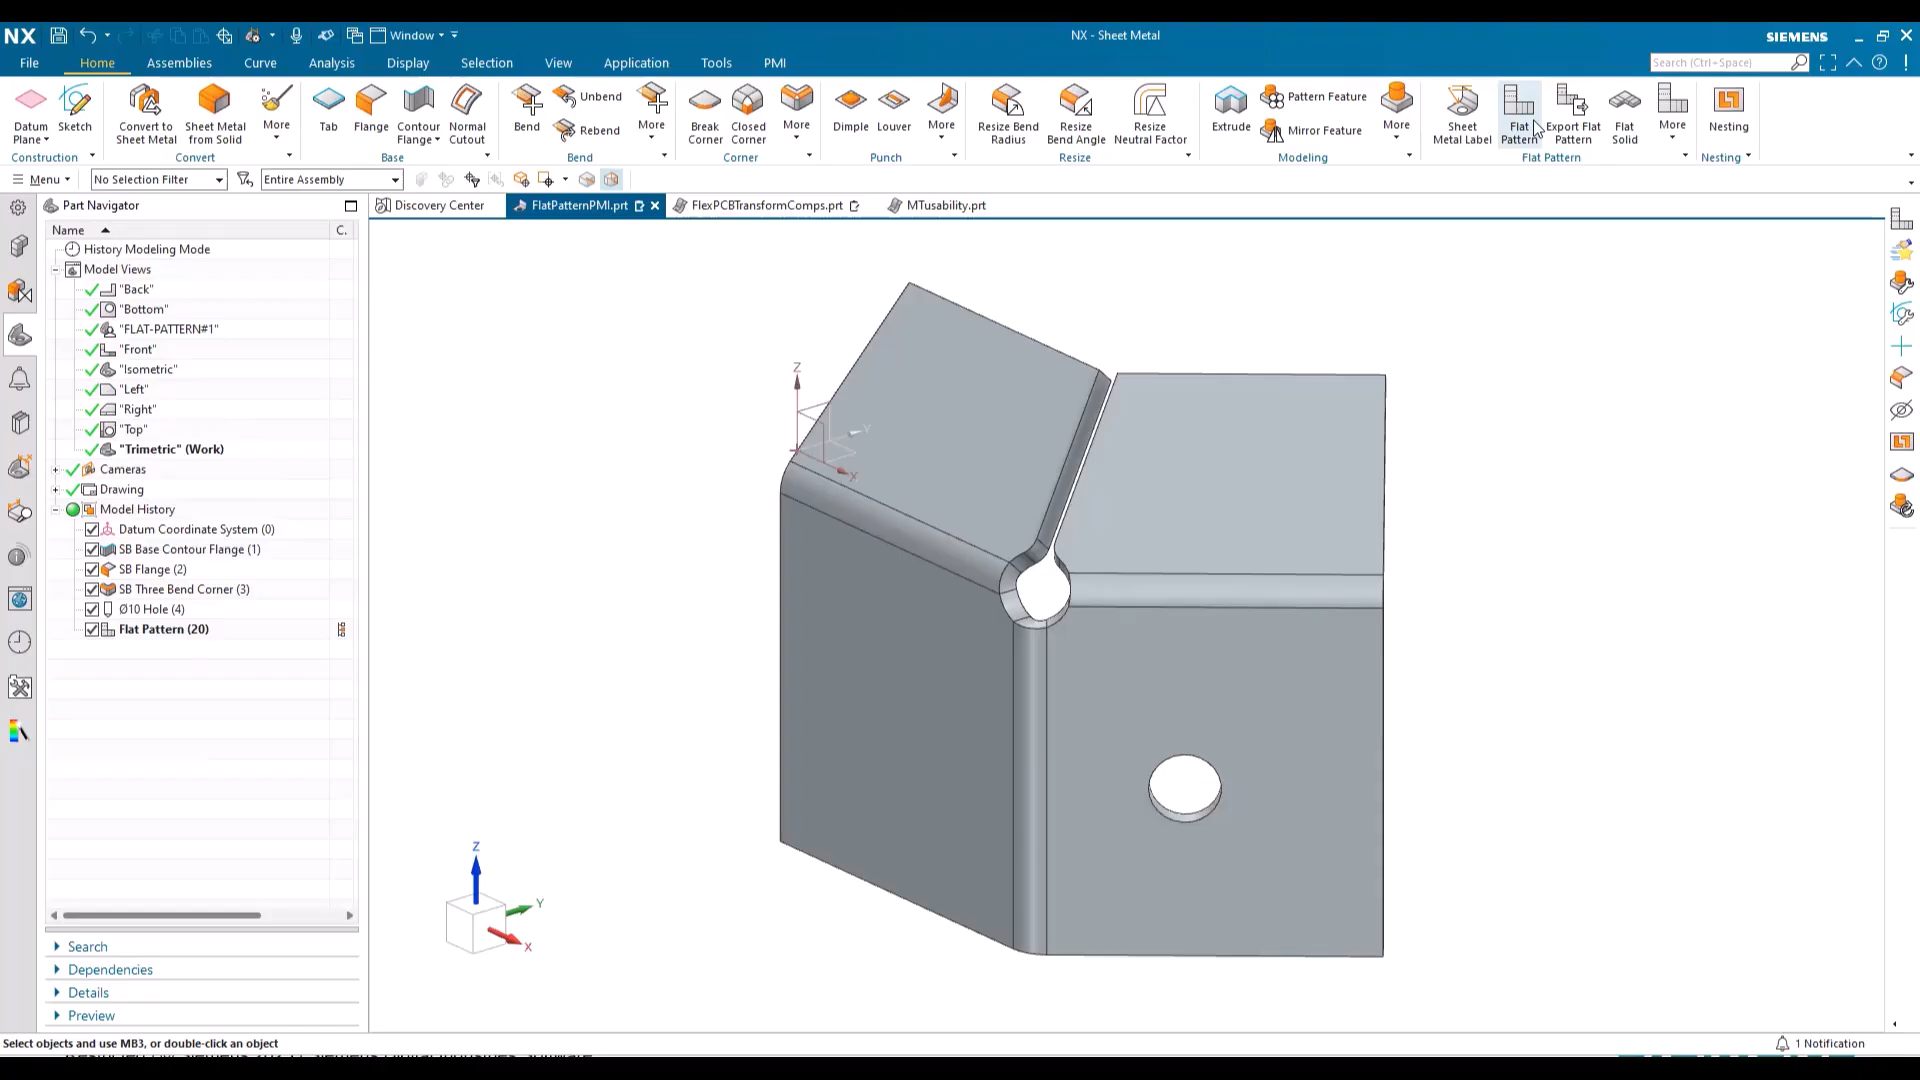 NX
Window
NX - Sheet Metal
SIEMENS
File
Home
Assemblies
Curve
Analysis
Display
Selection
View
Application
Tools
PMI
Search (Ctrl+Space)
Datum Plane
Sketch
Convert to Sheet Metal
Sheet Metal from Solid
More
Tab
Flange
Contour Flange
Normal Cutout
Bend
Unbend
Rebend
More
Break Corner
Closed Corner
More
Dimple
Louver
More
Resize Bend Radius
Resize Bend Angle
Resize Neutral Factor
Extrude
Pattern Feature
Mirror Feature
More
Sheet Metal Label
Flat Pattern
Export Flat Pattern
Flat Solid
More
Nesting
Construction
Convert
Base
Bend
Corner
Punch
Resize
Modeling
Flat Pattern
Nesting
Menu
No Selection Filter
Entire Assembly
Part Navigator
Discovery Center
FlatPatternPMI.prt
FlexPCBTransformComps.prt
MTusability.prt
Name
C.
History Modeling Mode
Model Views
"Back"
"Bottom"
"FLAT-PATTERN#1"
"Front"
"Isometric"
"Left"
"Right"
"Top"
"Trimetric" (Work)
Cameras
Drawing
Model History
Datum Coordinate System (0)
SB Base Contour Flange (1)
SB Flange (2)
SB Three Bend Corner (3)
Ø10 Hole (4)
Flat Pattern (20)
Z
Y
X
Z
Y
X
Search
Dependencies
Details
Preview
Select objects and use MB3, or double-click an object
1 Notification